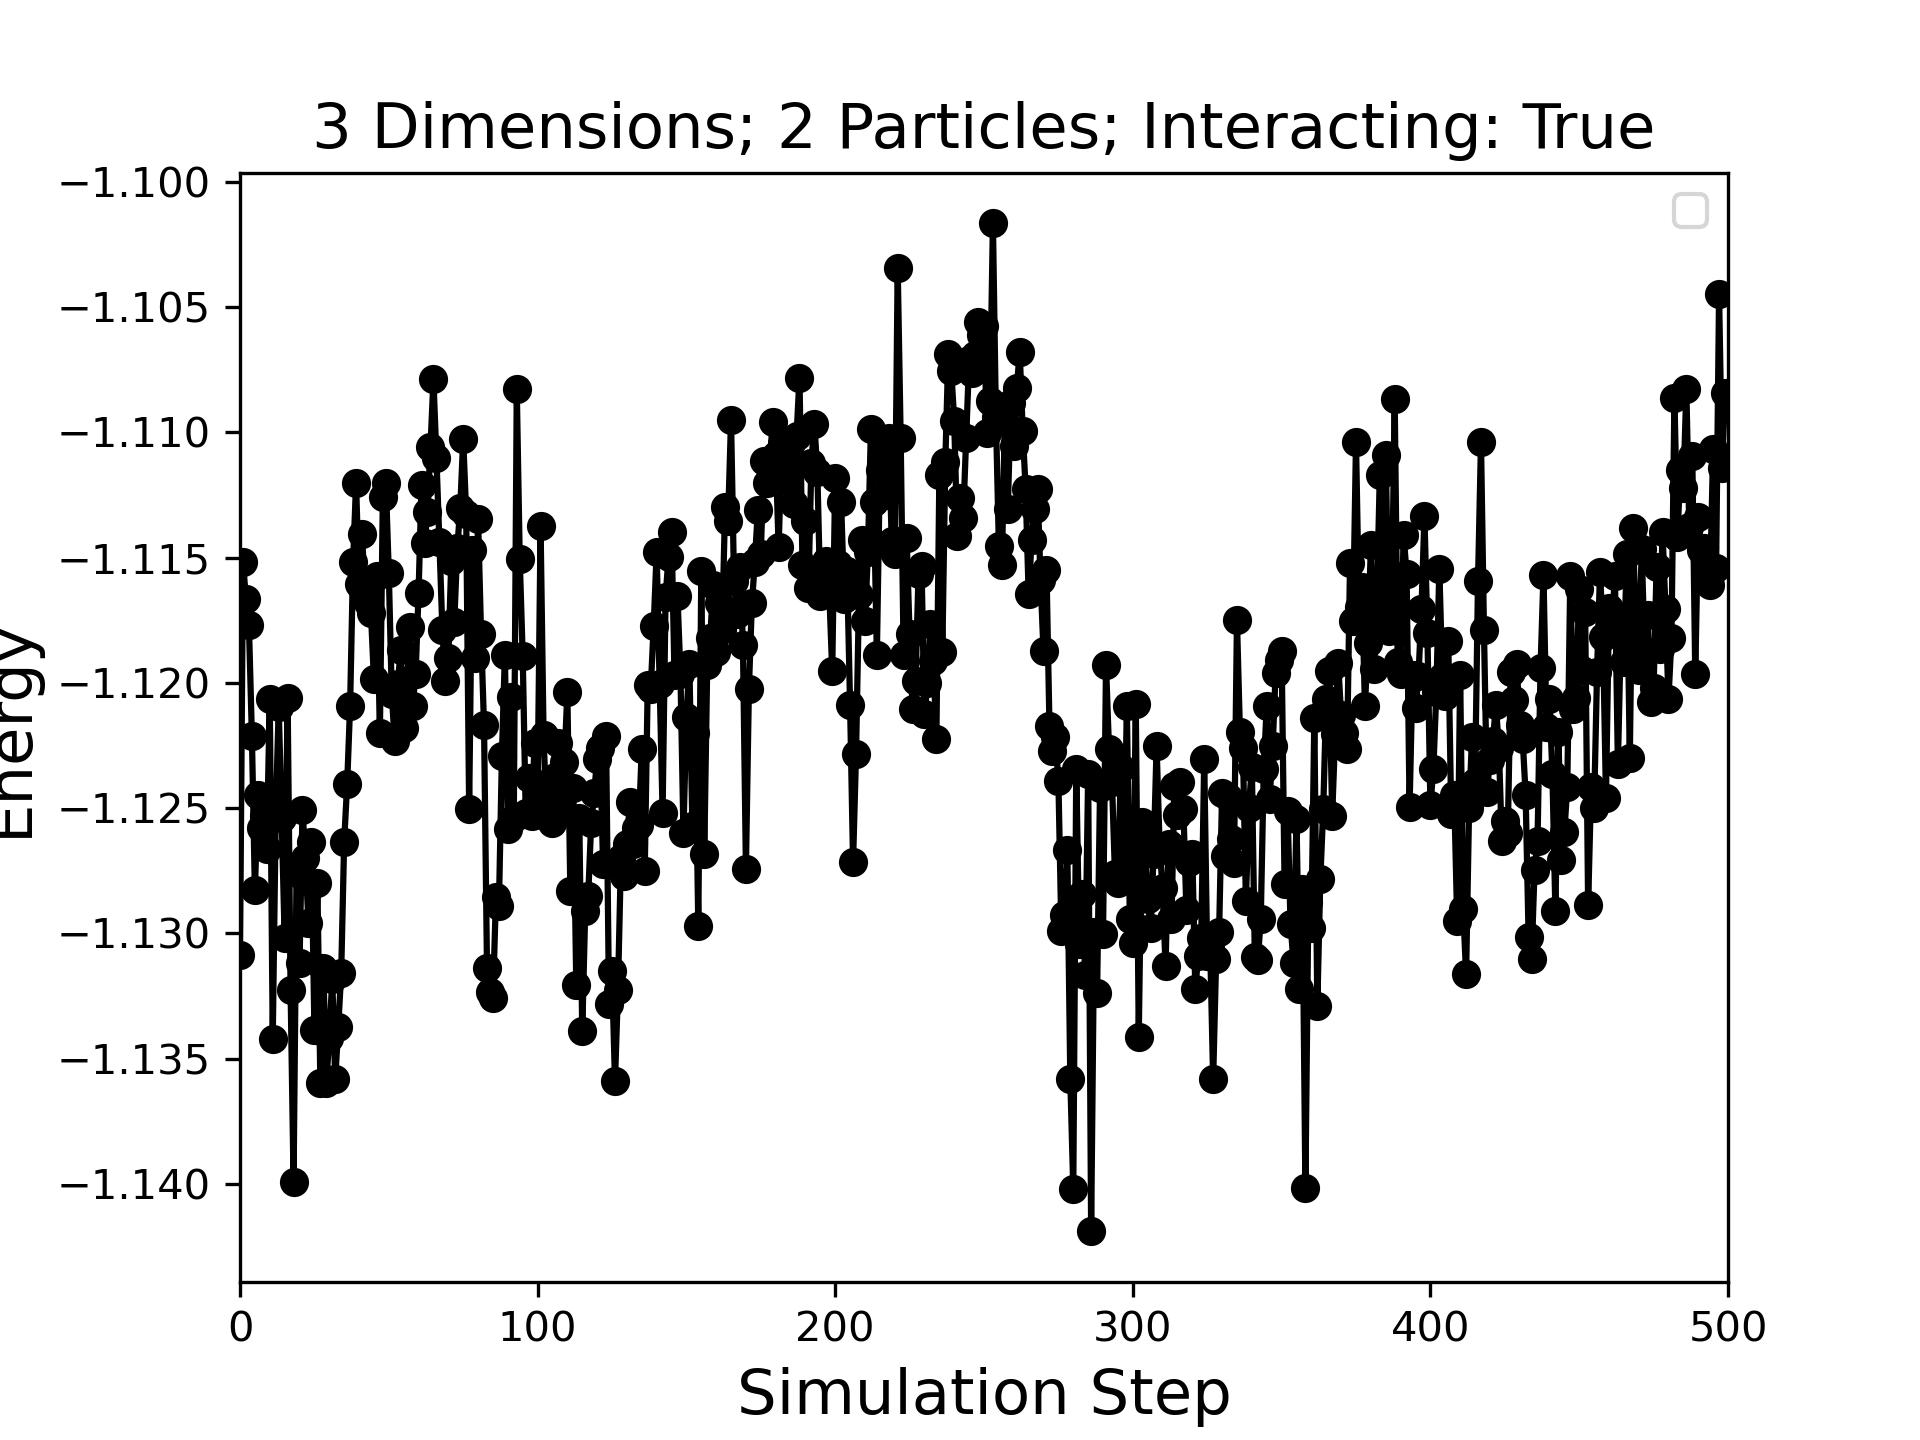 3 Dimensions; 2 Particles; Interacting: True
−1.100
−1.105
−1.110
−1.115
−1.120
−1.125
−1.130
−1.135
−1.140
Energy
0 100 200 300 400 500
Simulation Step